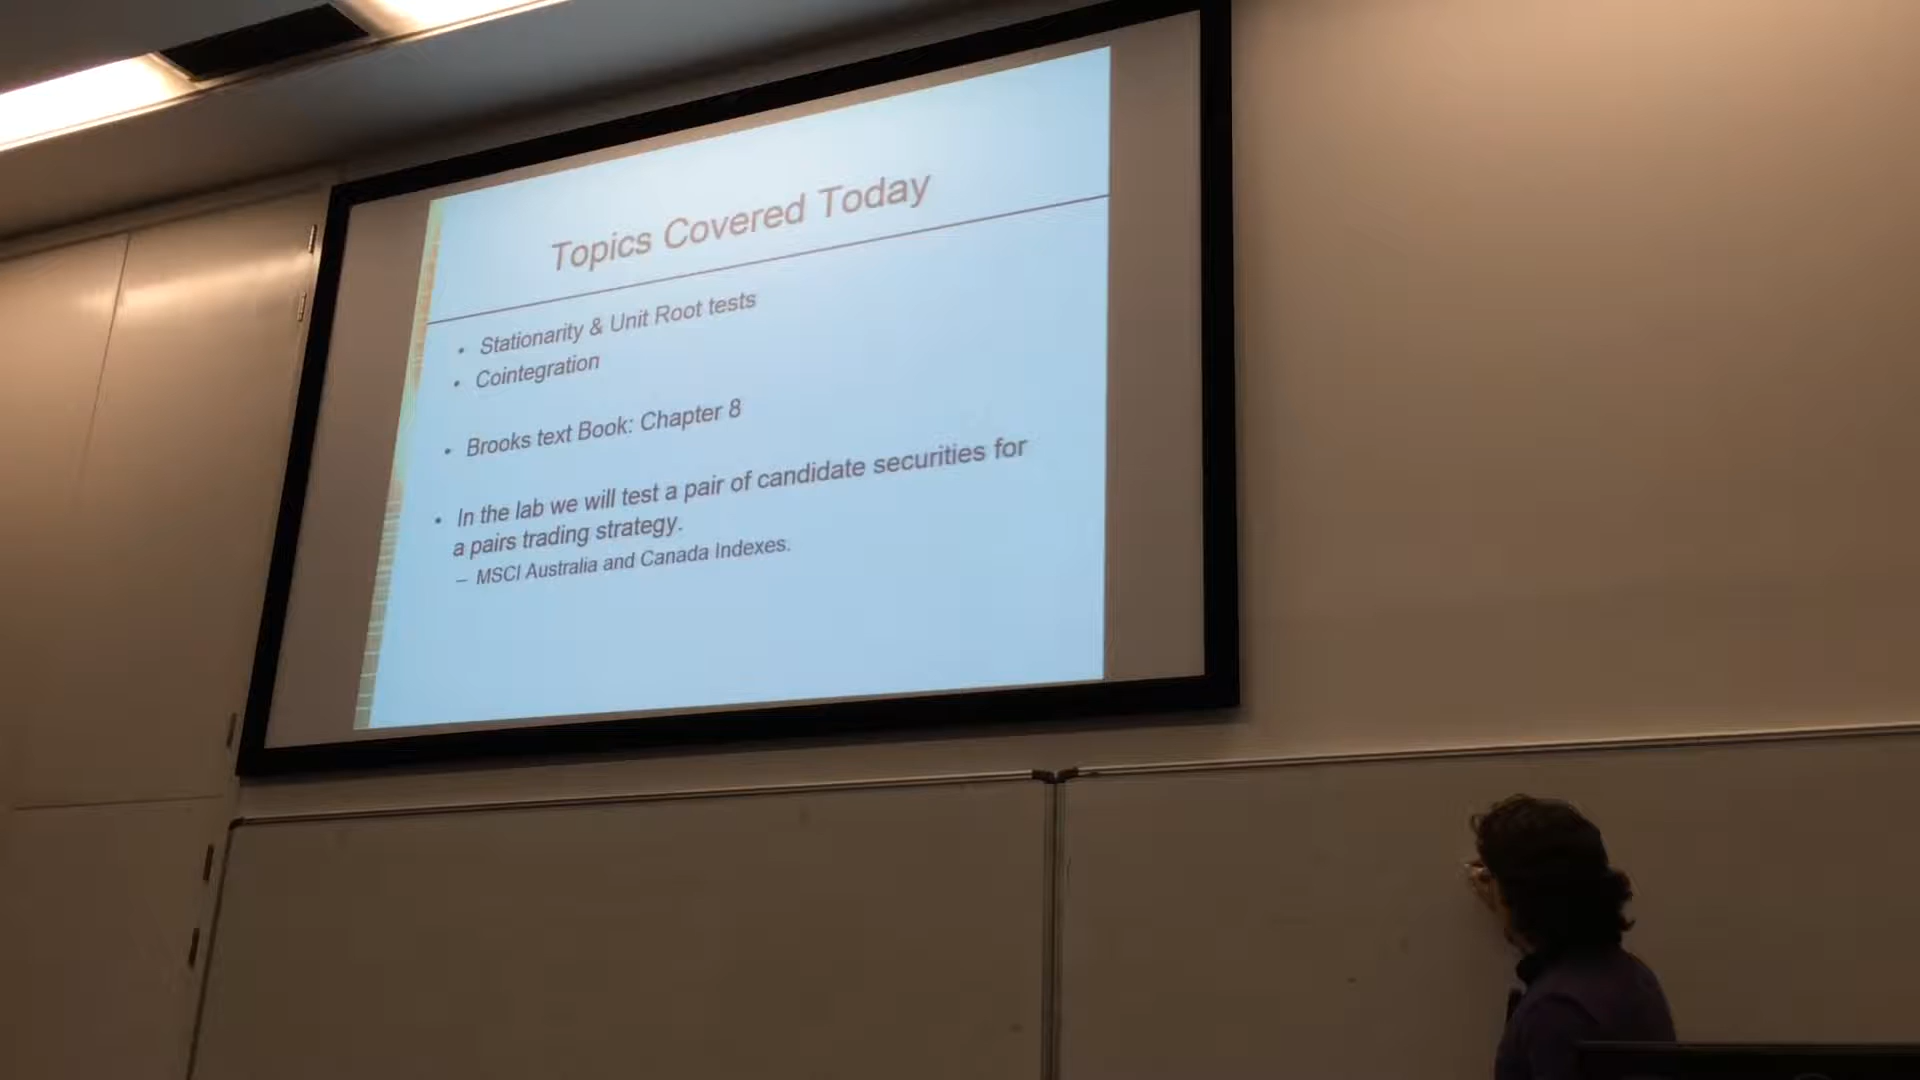 Topics Covered Today
• Stationarity & Unit Root tests
• Cointegration
• Brooks text Book: Chapter 8
• In the lab we will test a pair of candidate securities for
a pairs trading strategy.
– MSCI Australia and Canada Indexes.